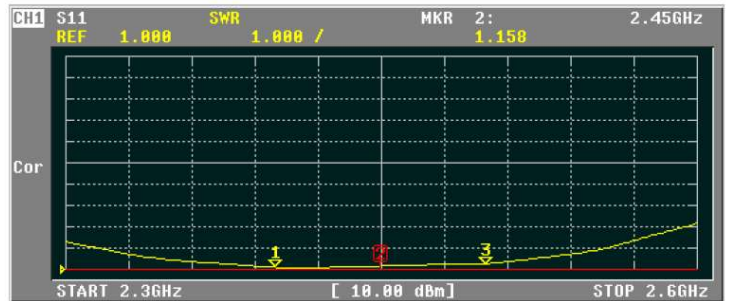 CH1 S11 SWR MKR 2: 2.45GHz
REF 1.000 1.000 / 1.158
1 2 3
Cor
START 2.3GHz [ 10.00 dBm] STOP 2.6GHz